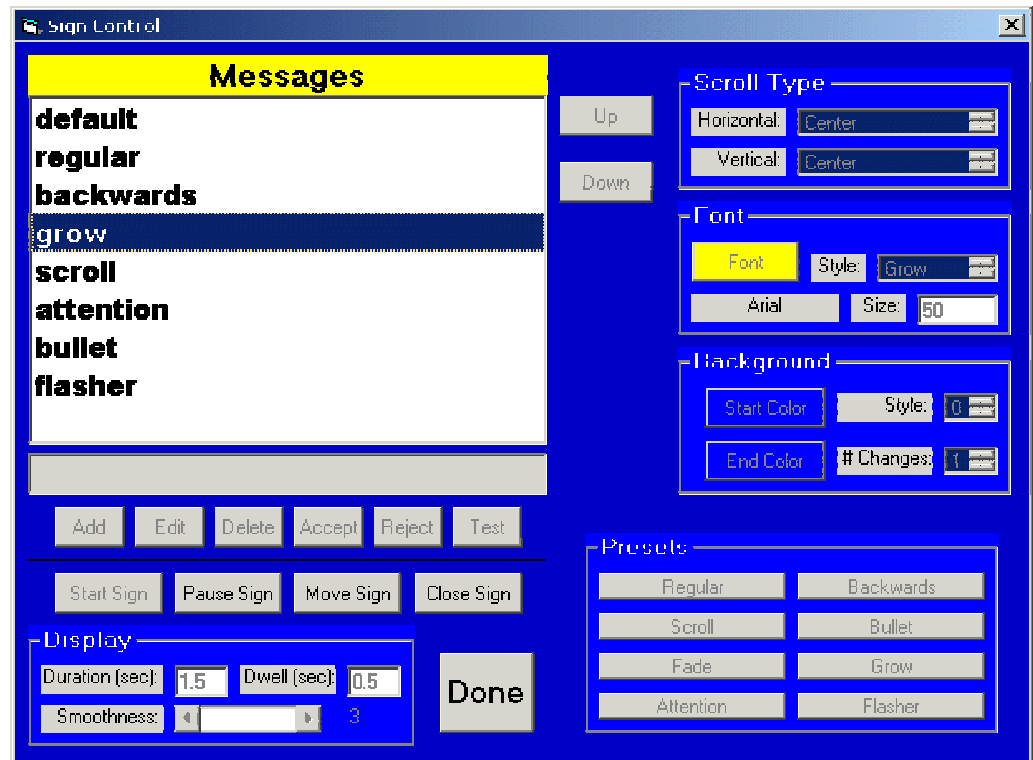 Sign Control
Messages
default
regular
backwards
grow
scroll
attention
bullet
flasher
Up
Down
Scroll Type
Horizontal: Center
Vertical: Center
Font
Font Style: Grow
Arial Size: 50
Background
Start Color Style: 0
End Color # Changes: 1
Add Edit Delete Accept Reject Test
Start Sign Pause Sign Move Sign Close Sign
Display
Duration (sec): 1.5 Dwell (sec): 0.5
Smoothness: 3
Done
Presets
Regular Backwards
Scroll Bullet
Fade Grow
Attention Flasher